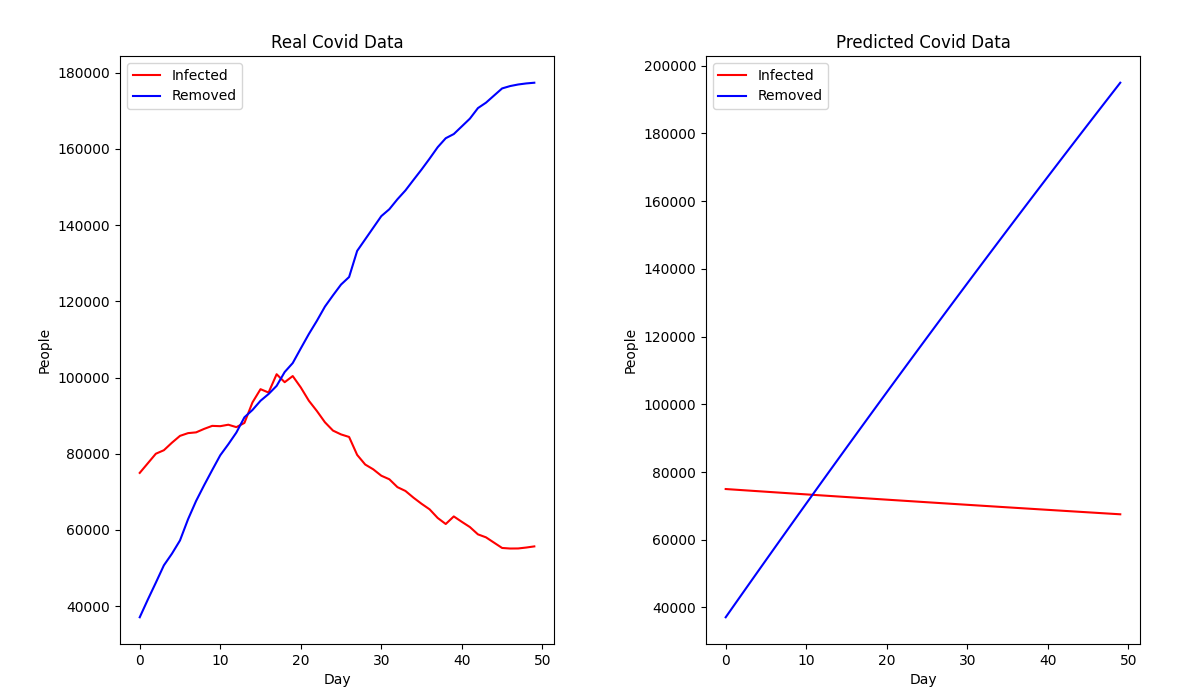 Real Covid Data
Infected
Removed
180000
160000
140000
120000
100000
80000
60000
40000
People
0 10 20 30 40 50
Day
Predicted Covid Data
Infected
Removed
200000
180000
160000
140000
120000
100000
80000
60000
40000
People
0 10 20 30 40 50
Day